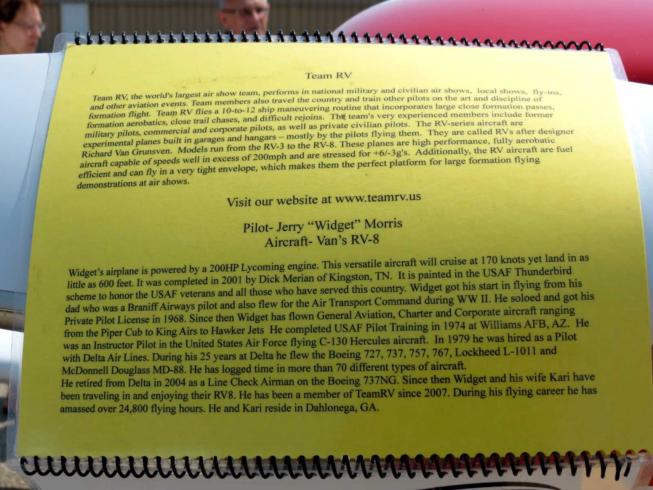 Team RV
Team RV, the world's largest air show team, performs in national military and civilian air shows, local shows, fly-ins,
and other aviation events. Team members also travel the country and train other pilots on the art and discipline of
formation flight. Team RV flies a 10-to-12 ship maneuvering routine that incorporates large close formation passes,
formation aerobatics, close trail chases, and difficult rejoins. The team's very experienced members include former
military pilots, commercial and corporate pilots, as well as private civilian pilots. The RV-series aircraft are
experimental planes built in garages and hangars – mostly by the pilots flying them. They are called RVs after designer
Richard Van Grunsven. Models run from the RV-3 to the RV-8. These planes are high performance, fully aerobatic
aircraft capable of speeds well in excess of 200mph and are stressed for +6/-3g's. Additionally, the RV aircraft are fuel
efficient and can fly in a very tight envelope, which makes them the perfect platform for large formation flying
demonstrations at air shows.
Visit our website at www.teamrv.us
Pilot- Jerry "Widget" Morris
Aircraft- Van's RV-8
Widget's airplane is powered by a 200HP Lycoming engine. This versatile aircraft will cruise at 170 knots yet land in as
little as 600 feet. It was completed in 2001 by Dick Merian of Kingston, TN. It is painted in the USAF Thunderbird
scheme to honor the USAF veterans and all those who have served this country. Widget got his start in flying from his
dad who was a Braniff Airways pilot and also flew for the Air Transport Command during WW II. He soloed and got his
Private Pilot License in 1968. Since then Widget has flown General Aviation, Charter and Corporate aircraft ranging
from the Piper Cub to King Airs to Hawker Jets He completed USAF Pilot Training in 1974 at Williams AFB, AZ. He
was an Instructor Pilot in the United States Air Force flying C-130 Hercules aircraft. In 1979 he was hired as a Pilot
with Delta Air Lines. During his 25 years at Delta he flew the Boeing 727, 737, 757, 767, Lockheed L-1011 and
McDonnell Douglass MD-88. He has logged time in more than 70 different types of aircraft.
He retired from Delta in 2004 as a Line Check Airman on the Boeing 737NG. Since then Widget and his wife Kari have
been traveling in and enjoying their RV8. He has been a member of TeamRV since 2007. During his flying career he has
amassed over 24,800 flying hours. He and Kari reside in Dahlonega, GA.